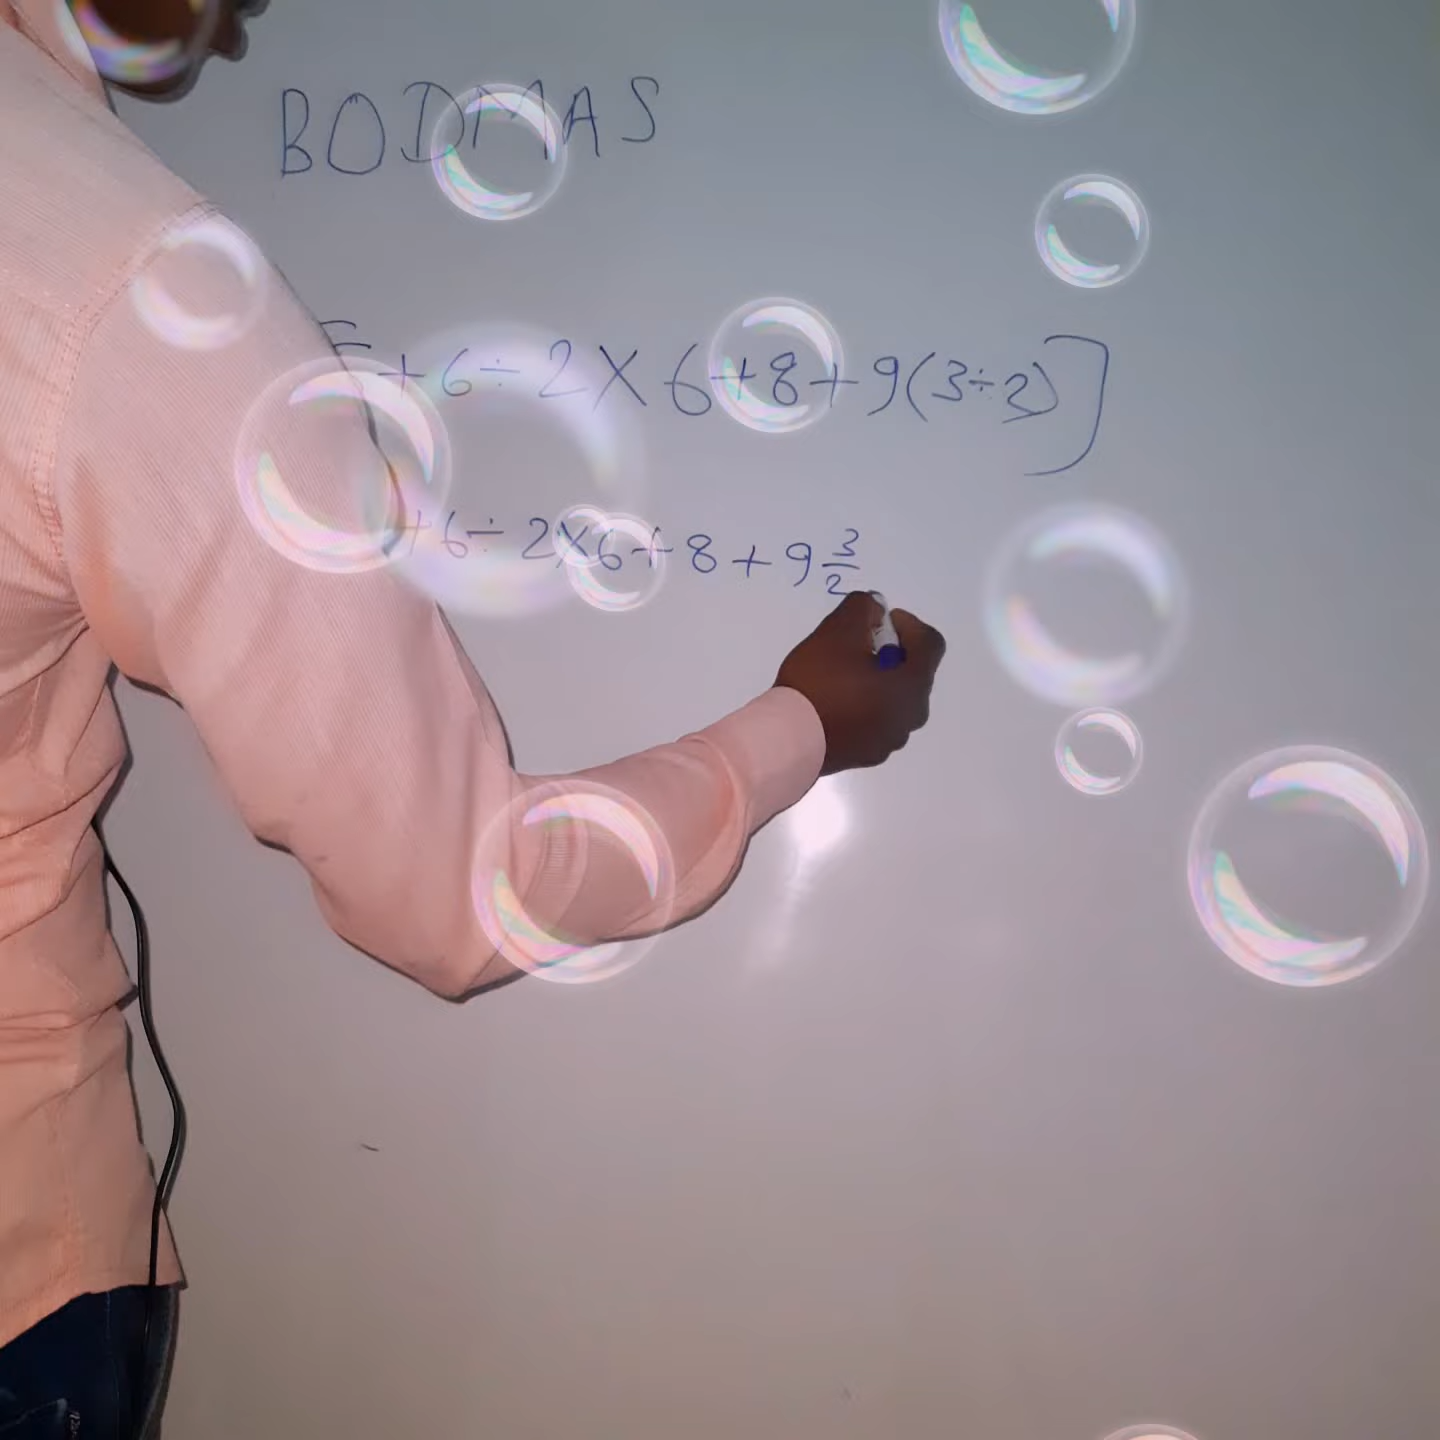 BODMAS
+ 6 ÷ 2 × 6 + 8 + 9(3÷2)]
+ 6 ÷ 2 × 6 + 8 + 9 3/2